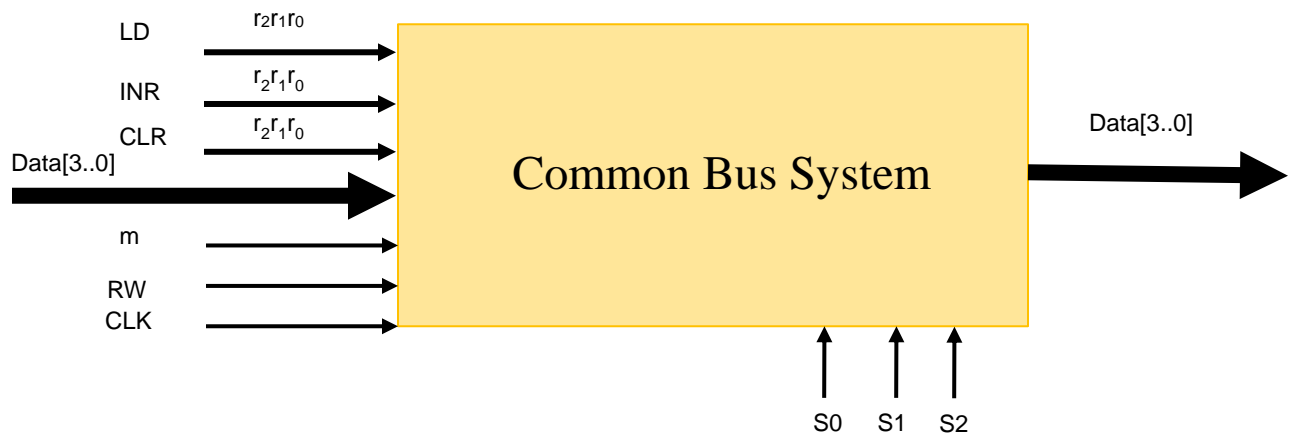 LD r₂r₁r₀
INR r₂r₁r₀
CLR r₂r₁r₀
Data[3..0]
Common Bus System
Data[3..0]
m
RW
CLK
S0 S1 S2